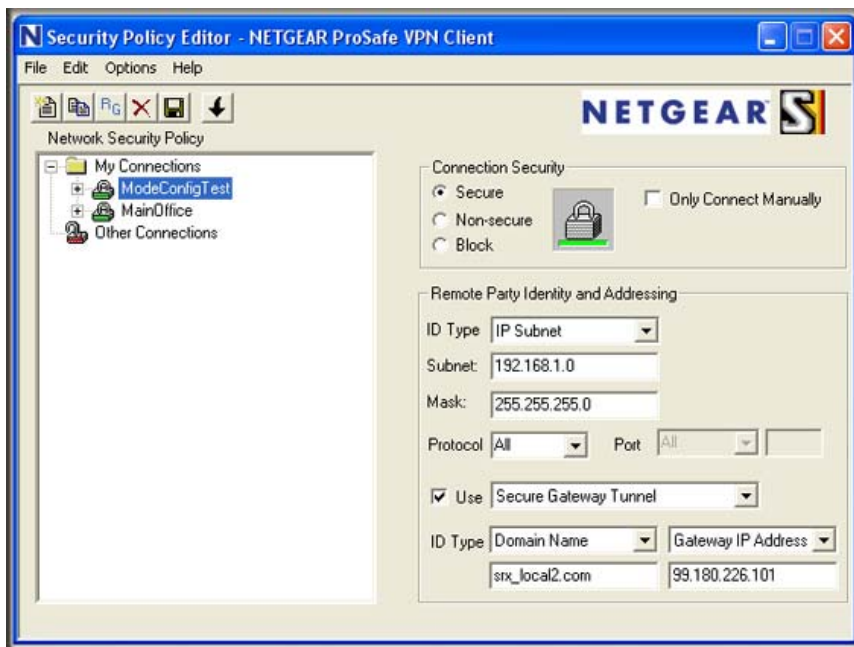 N Security Policy Editor - NETGEAR ProSafe VPN Client
File Edit Options Help
RG
NETGEAR S
Network Security Policy
My Connections
ModeConfigTest
MainOffice
Other Connections
Connection Security
Secure
Non-secure
Block
Only Connect Manually
Remote Party Identity and Addressing
ID Type IP Subnet
Subnet: 192.168.1.0
Mask: 255.255.255.0
Protocol All Port All
Use Secure Gateway Tunnel
ID Type Domain Name Gateway IP Address
srx_local2.com 99.180.226.101